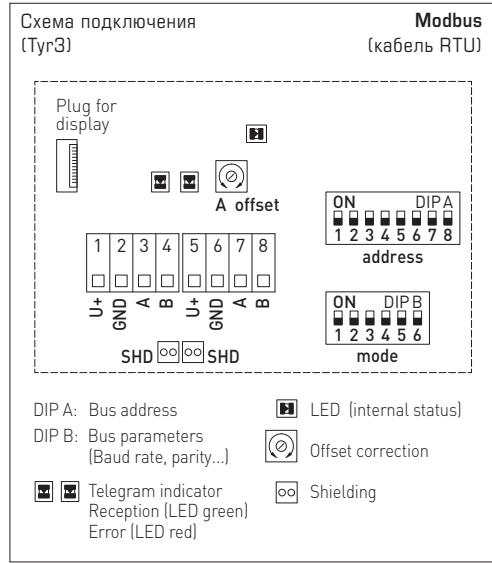 Схема подключения
(Tyr3)
Modbus
(кабель RTU)
Plug for
display
A offset
ON DIP A
1 2 3 4 5 6 7 8
address
1 2 3 4 5 6 7 8
U+ GND A B U+ GND A B
ON DIP B
1 2 3 4 5 6
mode
SHD SHD
DIP A: Bus address
DIP B: Bus parameters
(Baud rate, parity...)
Telegram indicator
Reception (LED green)
Error (LED red)
LED (internal status)
Offset correction
Shielding